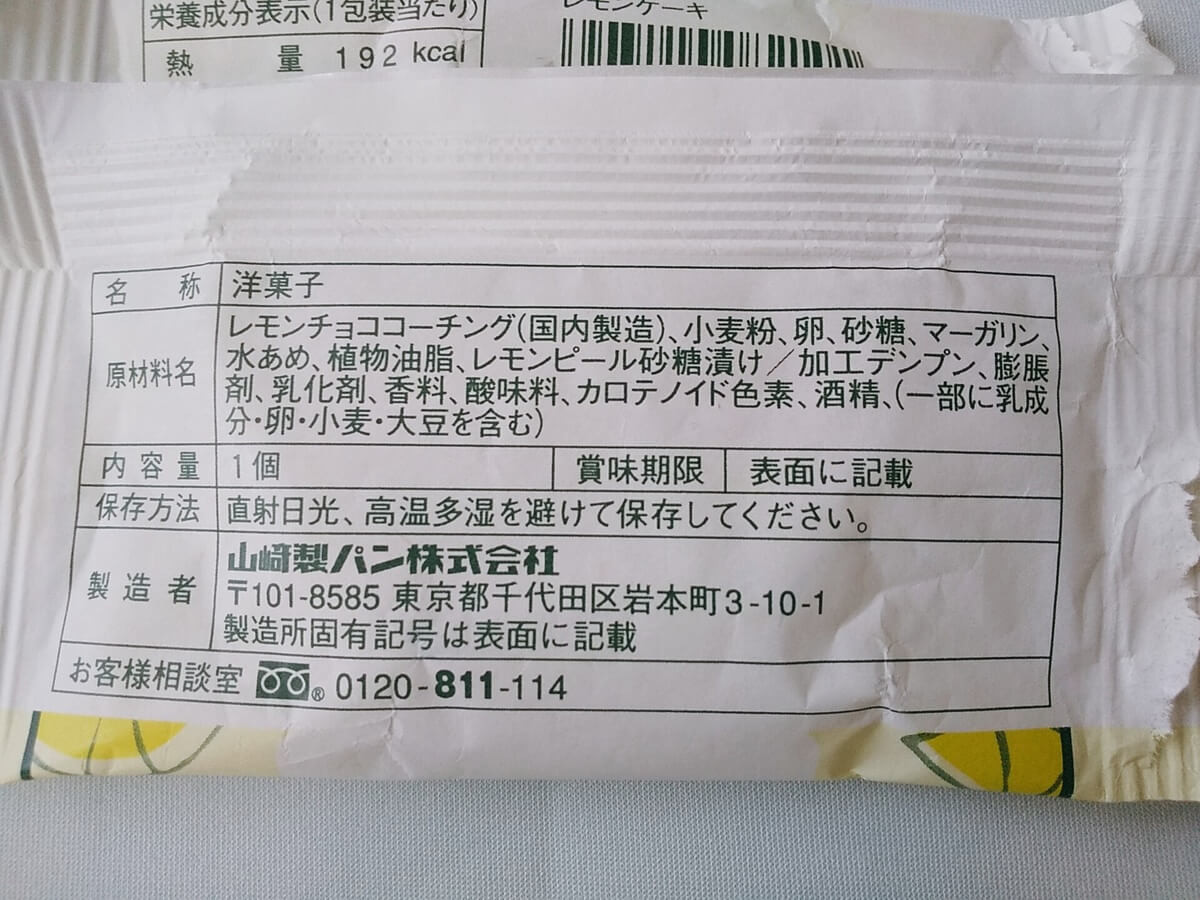 栄養成分表示(1包装当たり)
熱 量 192 kcal
レモンケーキ
名 称 洋菓子
原材料名 レモンチョココーチング(国内製造)、小麦粉、卵、砂糖、マーガリン、
水あめ、植物油脂、レモンピール砂糖漬け／加工デンプン、膨脹
剤、乳化剤、香料、酸味料、カロテノイド色素、酒精、(一部に乳成
分・卵・小麦・大豆を含む)
内容量 1個 賞味期限 表面に記載
保存方法 直射日光、高温多湿を避けて保存してください。
製造者 山崎製パン株式会社
〒101-8585 東京都千代田区岩本町3-10-1
製造所固有記号は表面に記載
お客様相談室 ® 0120-811-114